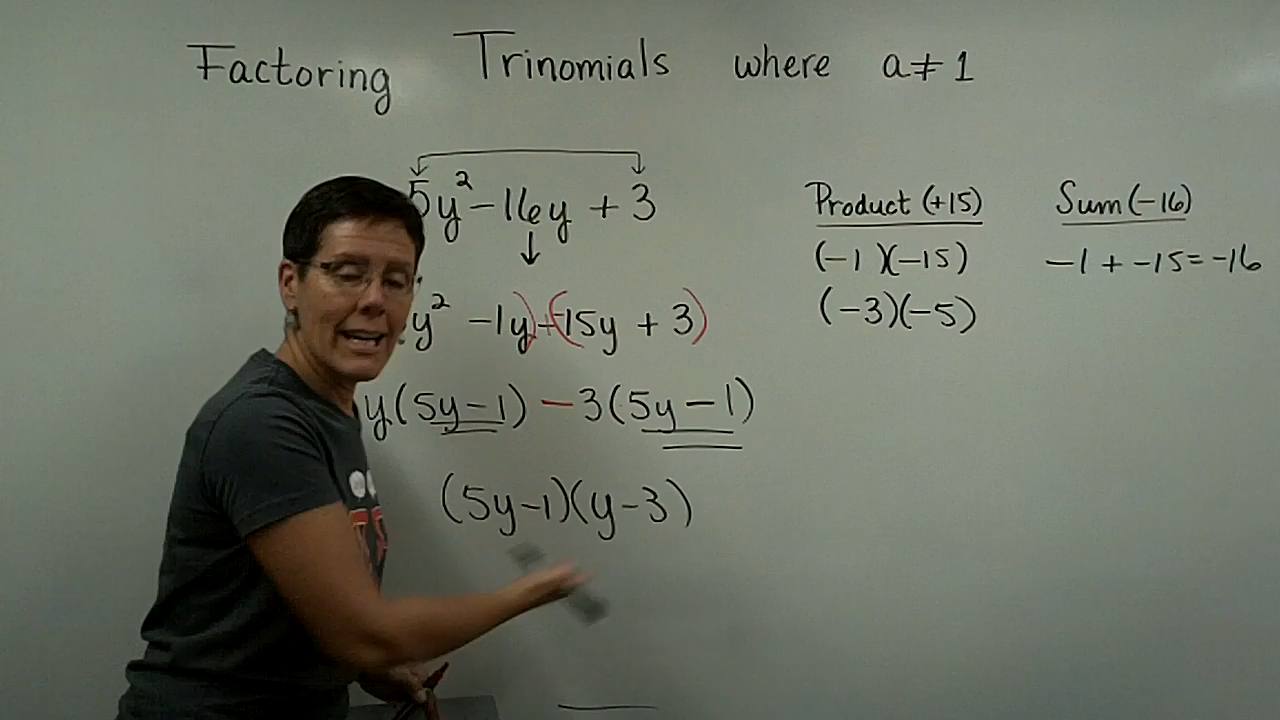 Factoring Trinomials where a≠1
5y² - 16y + 3
Product (+15) Sum (-16)
(-1)(-15) -1 + -15 = -16
(-3)(-5)
y² - 1y)+(-15y + 3)
y(5y - 1) - 3(5y - 1)
(5y - 1)(y - 3)